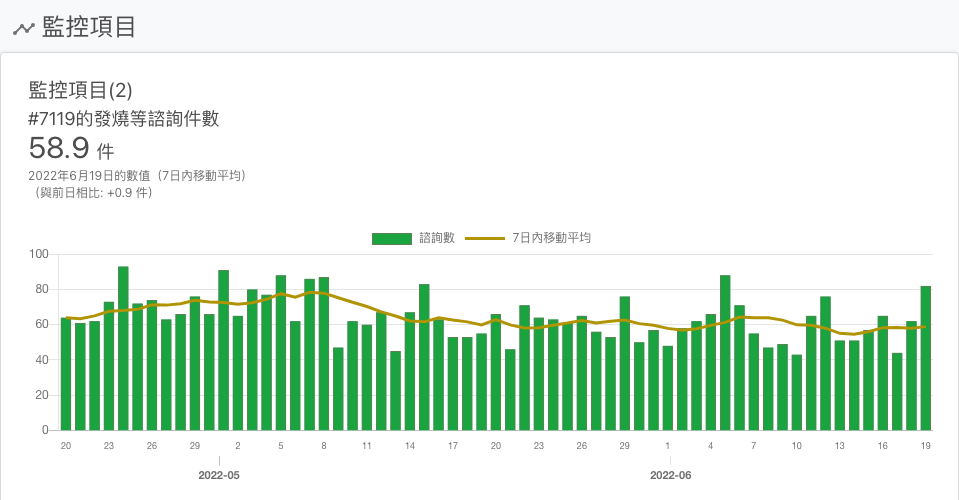 監控項目
監控項目(2)
#7119的發燒等諮詢件數
58.9 件
2022年6月19日的數值（7日內移動平均）
（與前日相比: +0.9 件）
諮詢數 7日內移動平均
100
80
60
40
20
0
20 23 26 29 2 5 8 11 14 17 20 23 26 29 1 4 7 10 13 16 19
2022-05 2022-06